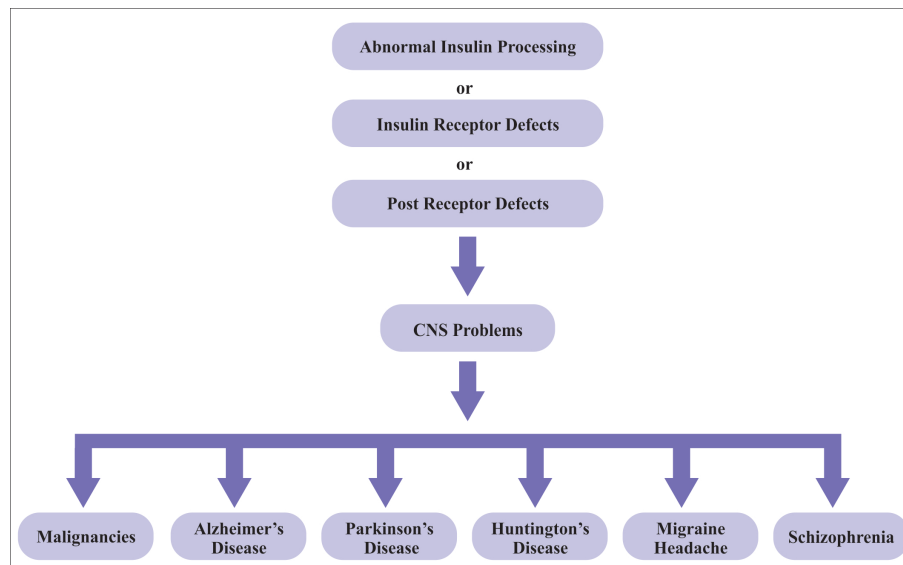 Abnormal Insulin Processing
or
Insulin Receptor Defects
or
Post Receptor Defects
CNS Problems
Malignancies
Alzheimer's
Disease
Parkinson's
Disease
Huntington's
Disease
Migraine
Headache
Schizophrenia